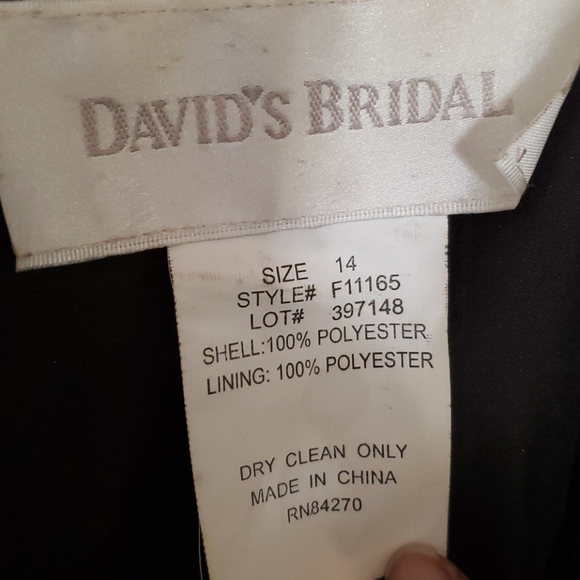 DAVID'S BRIDAL
SIZE 14
STYLE# F11165
LOT# 397148
SHELL:100% POLYESTER
LINING: 100% POLYESTER
DRY CLEAN ONLY
MADE IN CHINA
RN84270